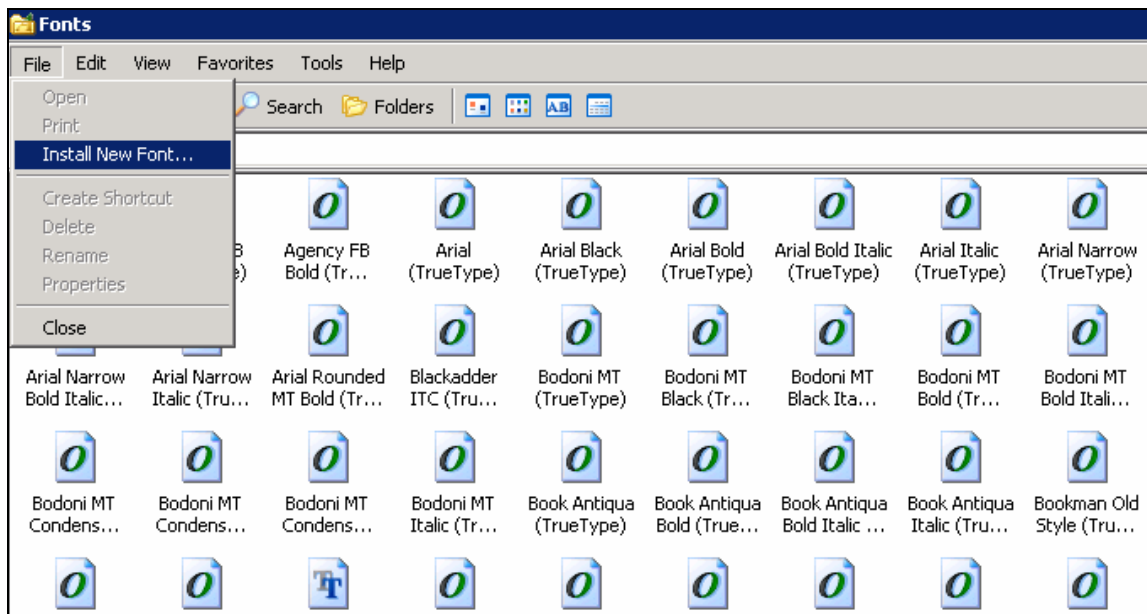 Fonts
File Edit View Favorites Tools Help
Open
Print
Install New Font...
Create Shortcut
Delete
Rename
Properties
Close
Search Folders
AB
Agency FB Arial Arial Black Arial Bold Arial Bold Italic Arial Italic Arial Narrow
Bold (Tr... (TrueType) (TrueType) (TrueType) (TrueType) (TrueType) (TrueType)
Arial Narrow Arial Narrow Arial Rounded Blackadder Bodoni MT Bodoni MT Bodoni MT Bodoni MT Bodoni MT
Bold Italic... Italic (Tru... MT Bold (Tr... ITC (Tru... (TrueType) Black (Tr... Black Ita... Bold (Tr... Bold Itali...
Bodoni MT Bodoni MT Bodoni MT Bodoni MT Book Antiqua Book Antiqua Book Antiqua Book Antiqua Bookman Old
Condens... Condens... Condens... Italic (Tr... (TrueType) Bold (True... Bold Italic ... Italic (Tru... Style (Tru...